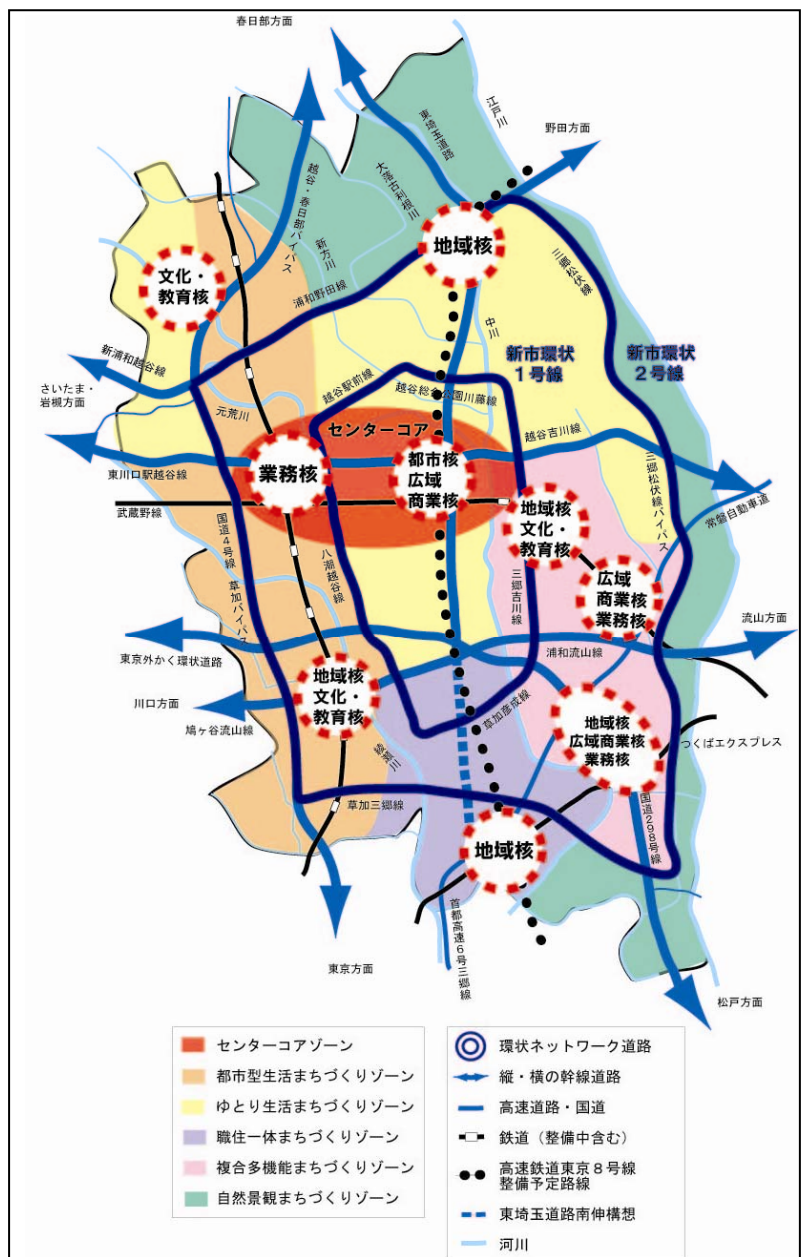 春日部方面
江戸川
東埼玉道路
野田方面
大落古利根川
越谷・春日部バイパス
新方川
地域核
文化・
教育核
浦和野田線
三郷松伏線
中川
新浦和越谷線
新市環状
1号線
新市環状
2号線
さいたま・
岩槻方面
越谷駅前線
越谷総合公園川藤線
元荒川
センターコア
越谷吉川線
業務核
都市核
広域
商業核
東川口駅越谷線
三郷松伏線バイパス
常磐自動車道
武蔵野線
地域核
文化・
教育核
国道4号線
草加バイパス
八潮越谷線
三郷吉川線
広域
商業核
業務核
流山方面
東京外かく環状道路
浦和流山線
地域核
文化・
教育核
川口方面
鳩ヶ谷流山線
草加彦成線
地域核
広域商業核
業務核
つくばエクスプレス
綾瀬川
草加三郷線
国道298号線
地域核
首都高速6号三郷線
東京方面
松戸方面
センターコアゾーン
都市型生活まちづくりゾーン
ゆとり生活まちづくりゾーン
職住一体まちづくりゾーン
複合多機能まちづくりゾーン
自然景観まちづくりゾーン
環状ネットワーク道路
縦・横の幹線道路
高速道路・国道
鉄道（整備中含む）
高速鉄道東京8号線
整備予定路線
東埼玉道路南伸構想
河川